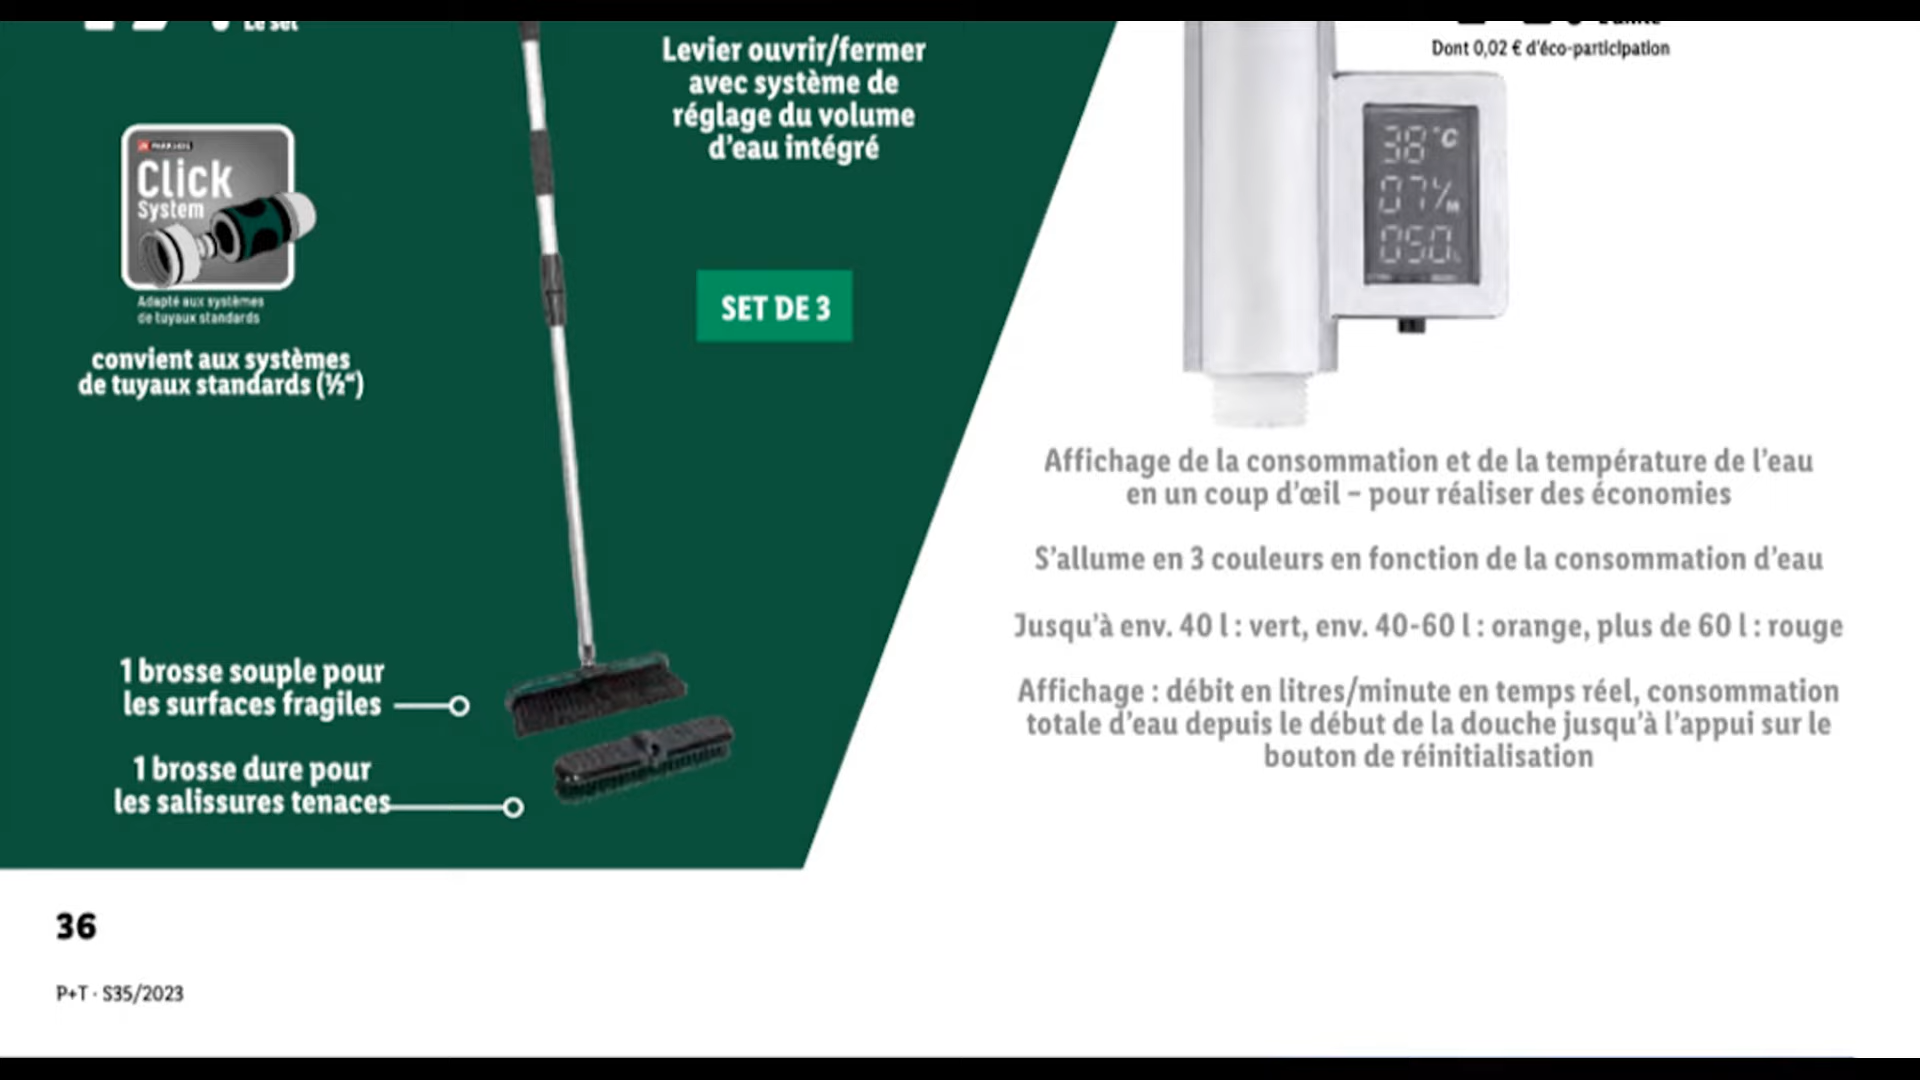 Le set
Levier ouvrir/fermer
avec système de
réglage du volume
d'eau intégré
PARKSIDE
Click
System
Adapté aux systèmes
de tuyaux standards
convient aux systèmes
de tuyaux standards (½")
SET DE 3
1 brosse souple pour
les surfaces fragiles
1 brosse dure pour
les salissures tenaces
36
P+T · S35/2023
Dont 0,02 € d'éco-participation
38 °C
07
050
Affichage de la consommation et de la température de l'eau
en un coup d'œil – pour réaliser des économies
S'allume en 3 couleurs en fonction de la consommation d'eau
Jusqu'à env. 40 l : vert, env. 40-60 l : orange, plus de 60 l : rouge
Affichage : débit en litres/minute en temps réel, consommation
totale d'eau depuis le début de la douche jusqu'à l'appui sur le
bouton de réinitialisation